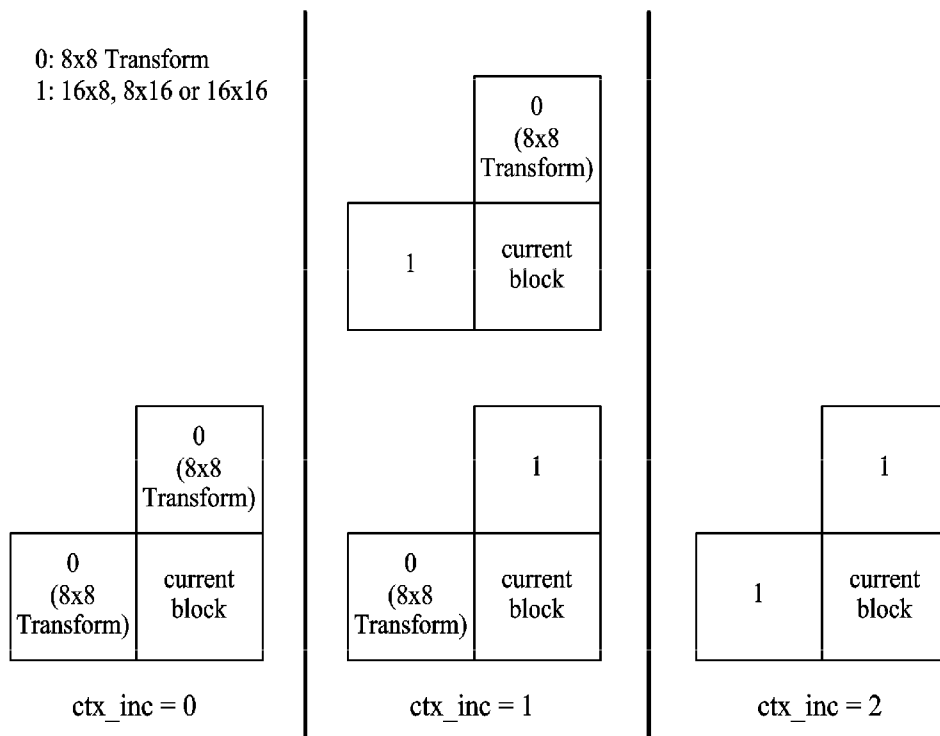 0: 8x8 Transform
1: 16x8, 8x16 or 16x16
0
(8x8
Transform)
0
(8x8
Transform)
current
block
ctx_inc = 0
0
(8x8
Transform)
1
current
block
1
0
(8x8
Transform)
current
block
ctx_inc = 1
1
1
current
block
ctx_inc = 2